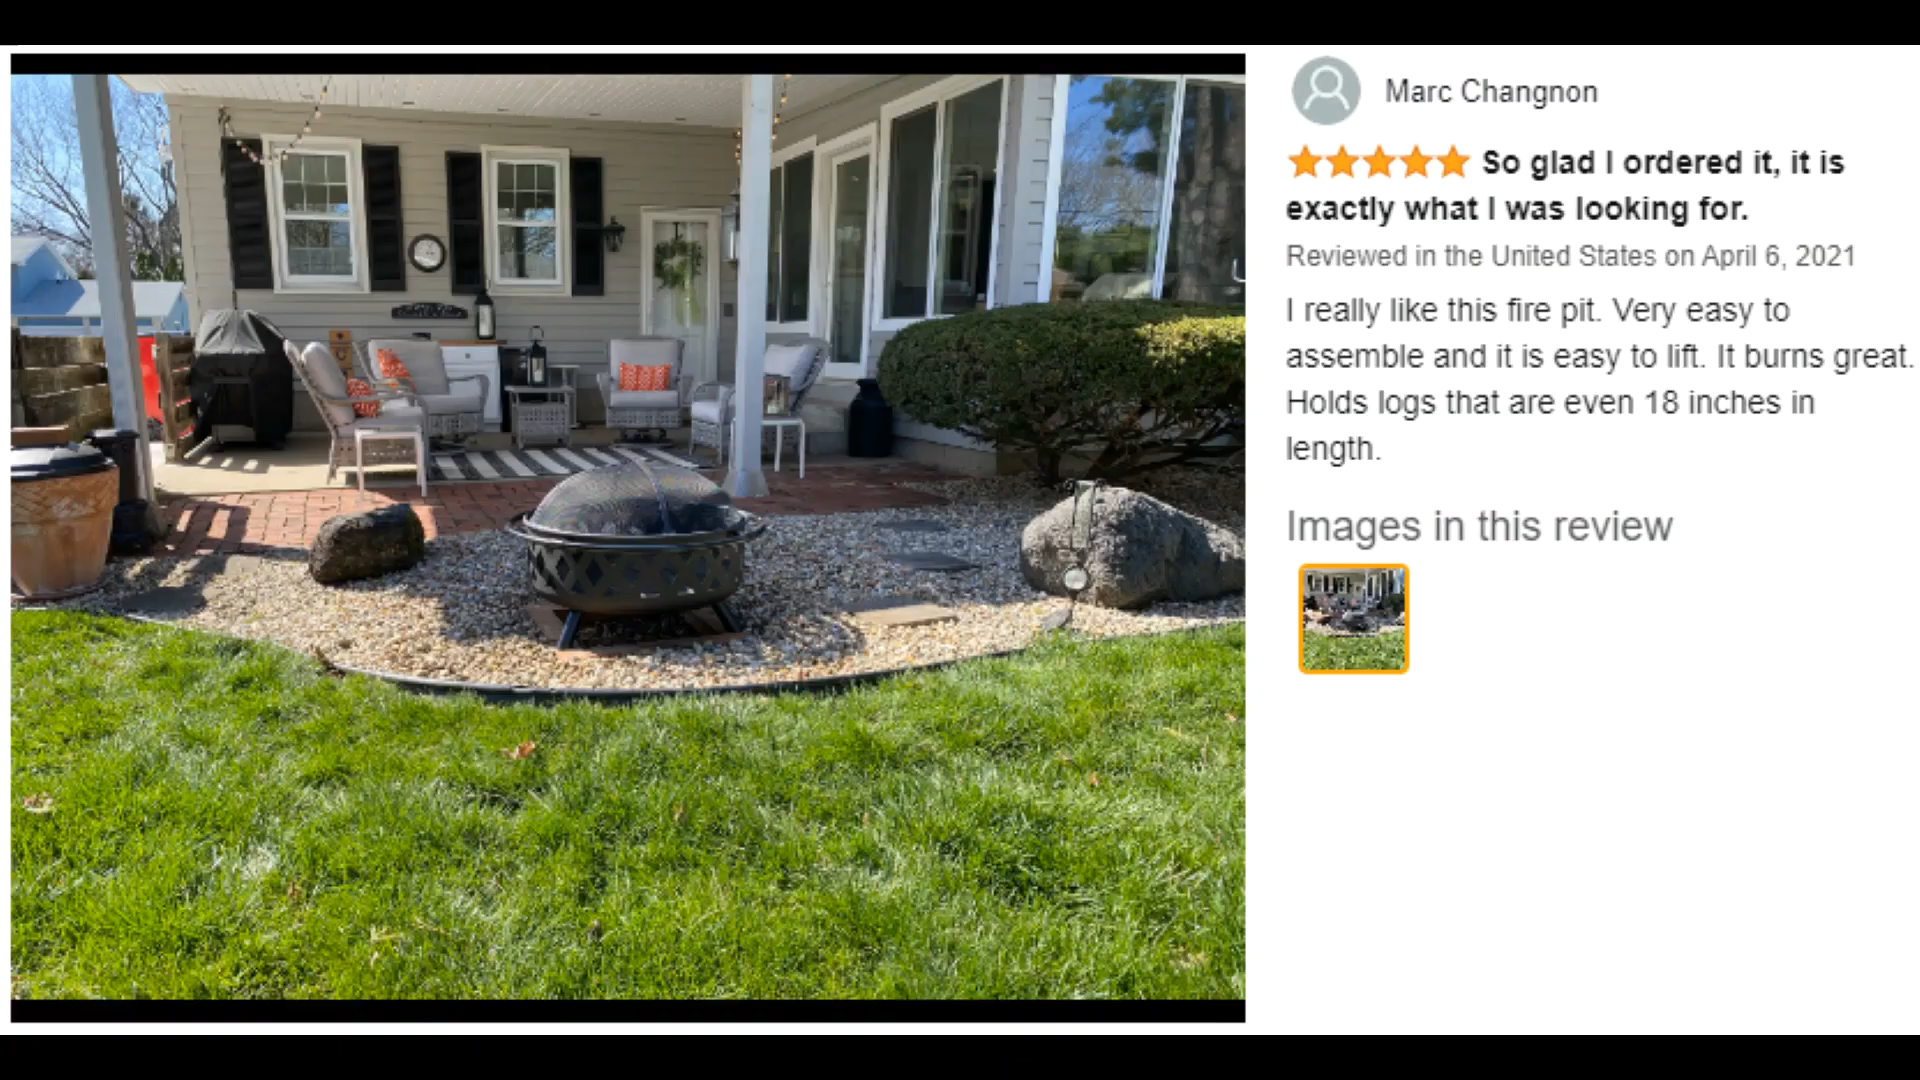 Marc Changnon
So glad I ordered it, it is
exactly what I was looking for.
Reviewed in the United States on April 6, 2021
I really like this fire pit. Very easy to
assemble and it is easy to lift. It burns great.
Holds logs that are even 18 inches in
length.
Images in this review